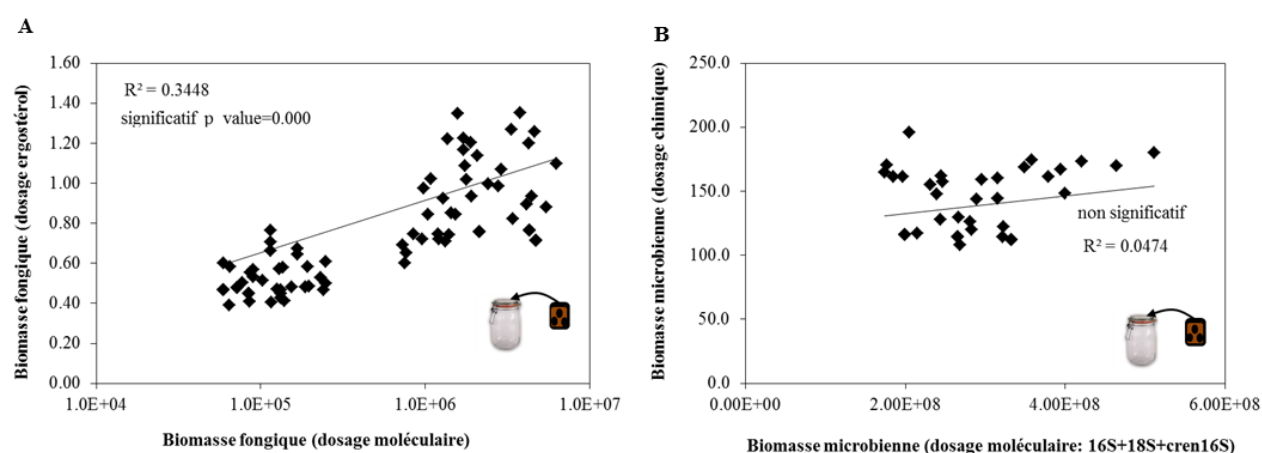 A
1.60
1.40
1.20
1.00
0.80
0.60
0.40
0.20
0.00
Biomasse fongique (dosage ergostérol)
R² = 0.3448
significatif p value=0.000
1.0E+04 1.0E+05 1.0E+06 1.0E+07
Biomasse fongique (dosage moléculaire)
B
250.0
200.0
150.0
100.0
50.0
0.0
Biomasse microbienne (dosage chimique)
non significatif
R² = 0.0474
0.00E+00 2.00E+08 4.00E+08 6.00E+08
Biomasse microbienne (dosage moléculaire: 16S+18S+cren16S)